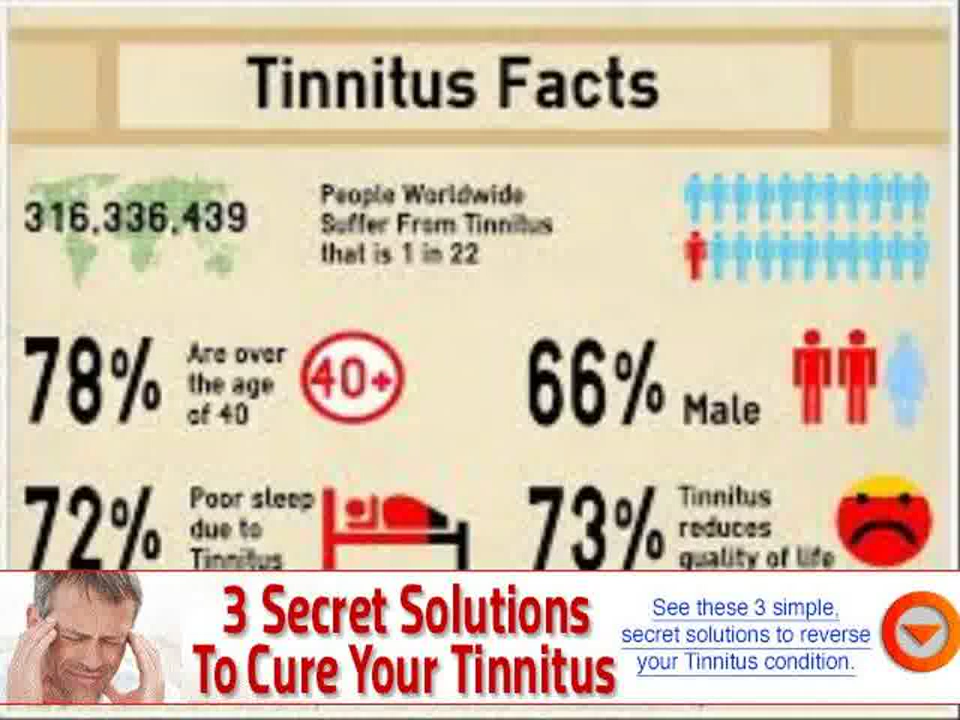 Tinnitus Facts
316,336,439
People Worldwide
Suffer From Tinnitus
that is 1 in 22
78%
Are over
the age
of 40
40+
66%
Male
72%
Poor sleep
due to
Tinnitus
73%
Tinnitus
reduces
quality of life
3 Secret Solutions
To Cure Your Tinnitus
See these 3 simple,
secret solutions to reverse
your Tinnitus condition.